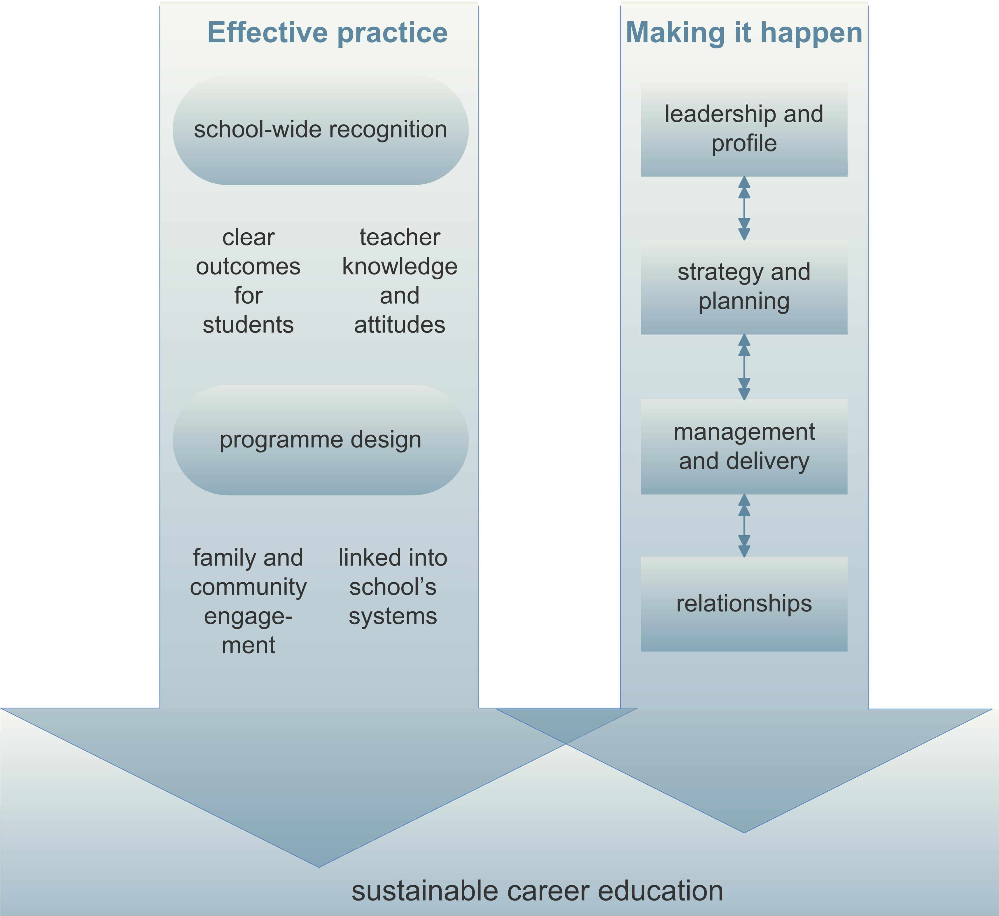 Effective practice
school-wide recognition
clear
outcomes
for
students
teacher
knowledge
and
attitudes
programme design
family and
community
engage-
ment
linked into
school’s
systems
Making it happen
leadership and
profile
strategy and
planning
management
and delivery
relationships
sustainable career education